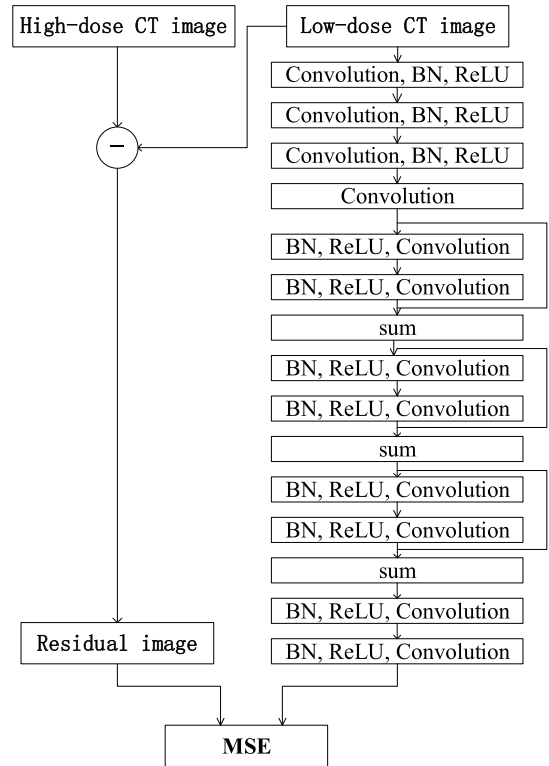 High-dose CT image
Low-dose CT image
Convolution, BN, ReLU
Convolution, BN, ReLU
Convolution, BN, ReLU
−
Convolution
BN, ReLU, Convolution
BN, ReLU, Convolution
sum
BN, ReLU, Convolution
BN, ReLU, Convolution
sum
BN, ReLU, Convolution
BN, ReLU, Convolution
sum
BN, ReLU, Convolution
Residual image
BN, ReLU, Convolution
MSE